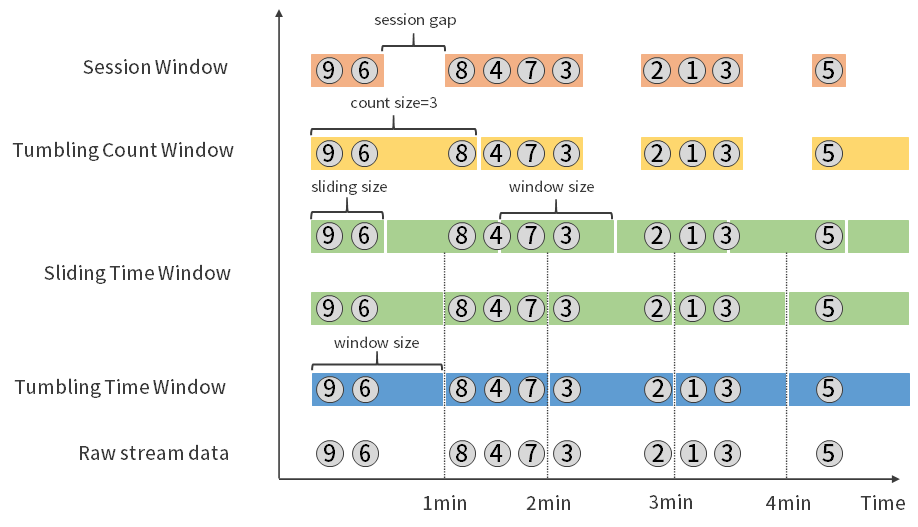 session gap
Session Window
9 6 8 4 7 3 2 1 3 5
count size=3
Tumbling Count Window
9 6 8 4 7 3 2 1 3 5
sliding size window size
9 6 8 4 7 3 2 1 3 5
Sliding Time Window
9 6 8 4 7 3 2 1 3 5
window size
Tumbling Time Window
9 6 8 4 7 3 2 1 3 5
Raw stream data
9 6 8 4 7 3 2 1 3 5
1min 2min 3min 4min Time